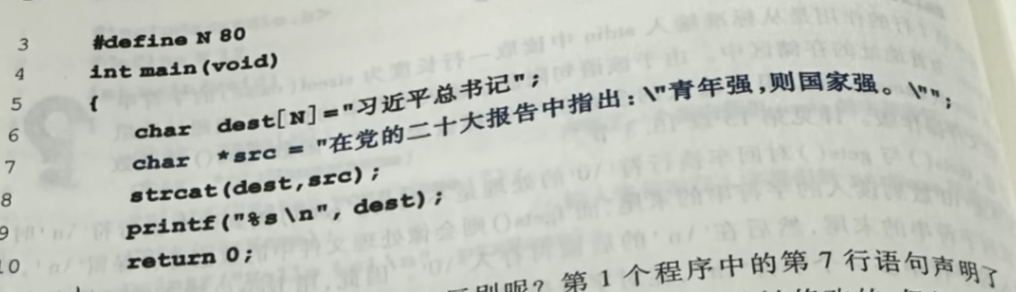 3 #define N 80
4 int main(void)
5 {
6 char dest[N]="习近平总书记";
7 char *src = "在党的二十大报告中指出:\"青年强,则国家强。\"";
8 strcat(dest,src);
9 printf("%s\n", dest);
10 return 0;
别呢?第1个程序中的第7行语句声明了